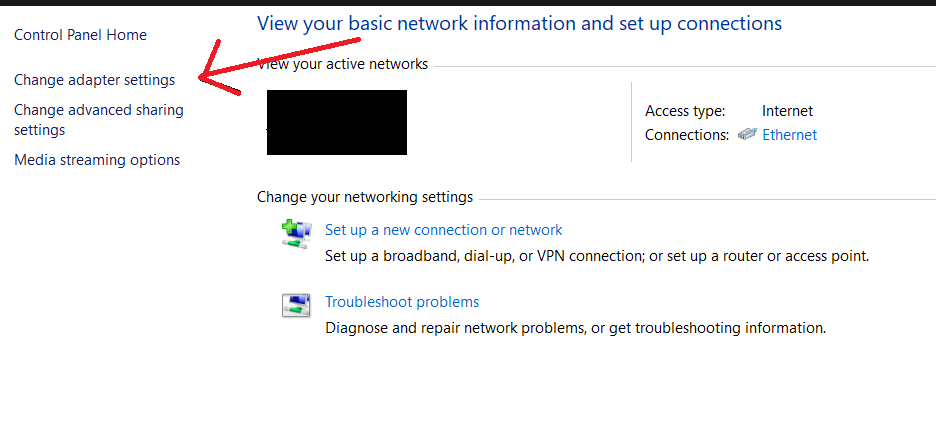 Control Panel Home
Change adapter settings
Change advanced sharing
settings
Media streaming options
View your basic network information and set up connections
View your active networks
Access type: Internet
Connections: Ethernet
Change your networking settings
Set up a new connection or network
Set up a broadband, dial-up, or VPN connection; or set up a router or access point.
Troubleshoot problems
Diagnose and repair network problems, or get troubleshooting information.